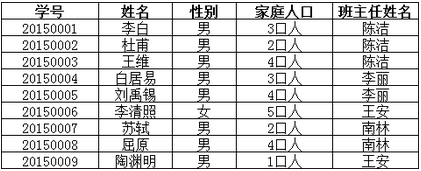 学号 姓名 性别 家庭人口 班主任姓名
20150001 李白 男 3口人 陈洁
20150002 杜甫 男 2口人 陈洁
20150003 王维 男 4口人 陈洁
20150004 白居易 男 3口人 李丽
20150005 刘禹锡 男 4口人 李丽
20150006 李清照 女 5口人 王安
20150007 苏轼 男 2口人 南林
20150008 屈原 男 4口人 南林
20150009 陶渊明 男 1口人 王安